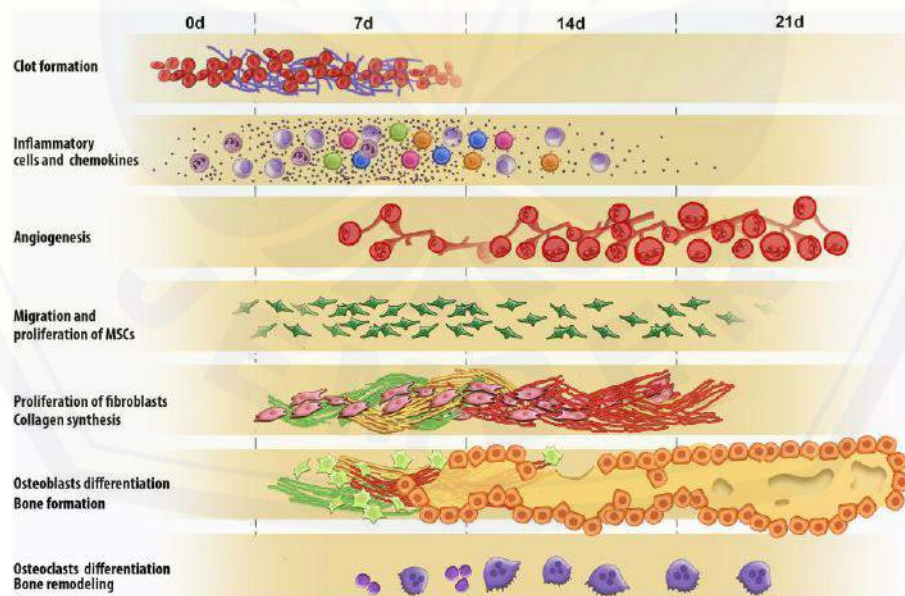 0d 7d 14d 21d
Clot formation
Inflammatory
cells and chemokines
Angiogenesis
Migration and
proliferation of MSCs
Proliferation of fibroblasts
Collagen synthesis
Osteoblasts differentiation
Bone formation
Osteoclasts differentiation
Bone remodeling